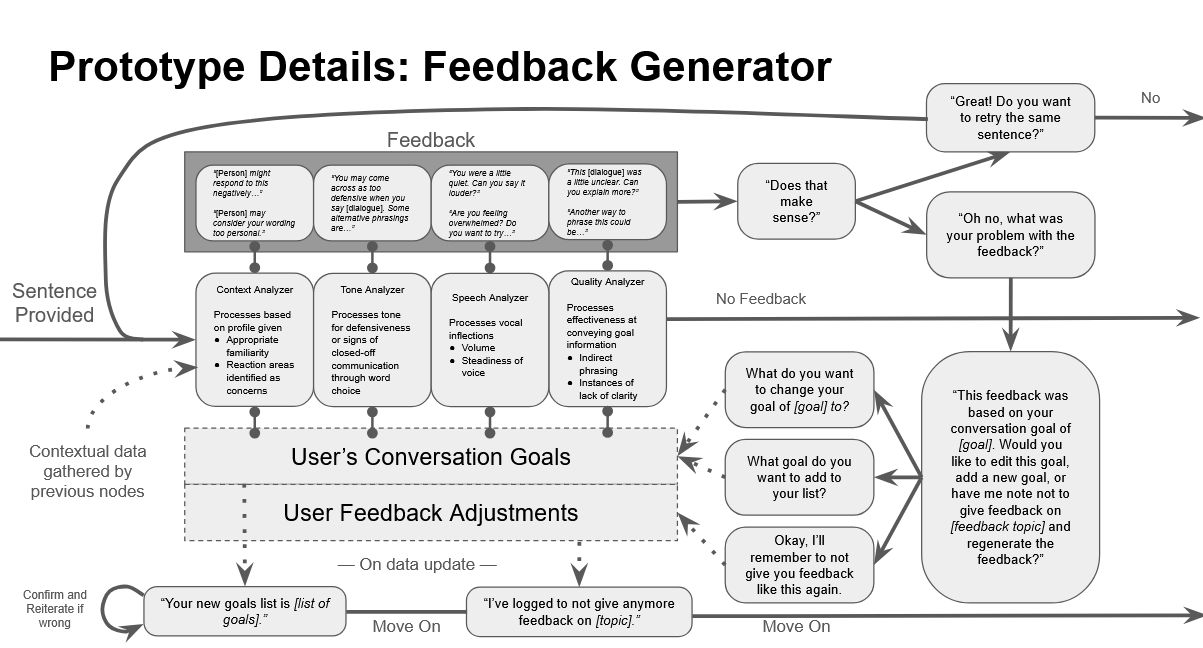 Prototype Details: Feedback Generator
Feedback
"[Person] might
respond to this
negatively…"
"[Person] may
consider your wording
too personal."
"You may come
across as too
defensive when you
say [dialogue]. Some
alternative phrasings
are…"
"You were a little
quiet. Can you say it
louder?"
"Are you feeling
overwhelmed? Do
you want to try…"
"This [dialogue] was
a little unclear. Can
you explain more?"
"Another way to
phrase this could
be…"
"Does that
make
sense?"
"Great! Do you want
to retry the same
sentence?"
No
"Oh no, what was
your problem with the
feedback?"
Sentence
Provided
Context Analyzer
Processes based
on profile given
● Appropriate
familiarity
● Reaction areas
identified as
concerns
Tone Analyzer
Processes tone
for defensiveness
or signs of
closed-off
communication
through word
choice
Speech Analyzer
Processes vocal
inflections
● Volume
● Steadiness of
voice
Quality Analyzer
Processes
effectiveness at
conveying goal
information
● Indirect
phrasing
● Instances of
lack of clarity
No Feedback
Contextual data
gathered by
previous nodes
User's Conversation Goals
User Feedback Adjustments
What do you want
to change your
goal of [goal] to?
What goal do you
want to add to
your list?
Okay, I'll
remember to not
give you feedback
like this again.
"This feedback was
based on your
conversation goal of
[goal]. Would you
like to edit this goal,
add a new goal, or
have me note not to
give feedback on
[feedback topic] and
regenerate the
feedback?"
— On data update —
Confirm and
Reiterate if
wrong
"Your new goals list is [list of
goals]."
Move On
"I've logged to not give anymore
feedback on [topic]."
Move On